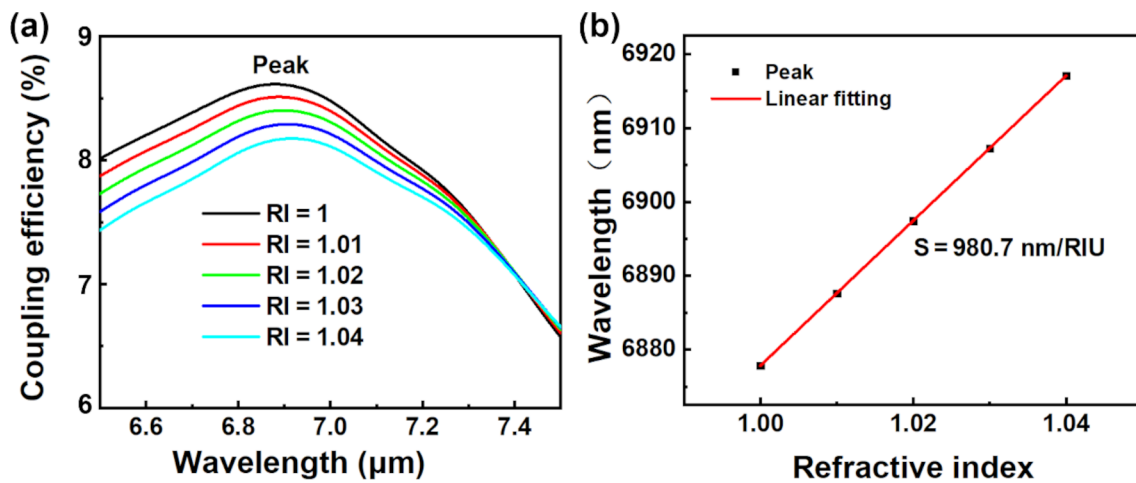 (a)
Coupling efficiency (%)
9
8
7
6
Peak
RI = 1
RI = 1.01
RI = 1.02
RI = 1.03
RI = 1.04
6.6 6.8 7.0 7.2 7.4
Wavelength (μm)
(b)
Wavelength（nm）
6920
6910
6900
6890
6880
Peak
Linear fitting
S = 980.7 nm/RIU
1.00 1.02 1.04
Refractive index